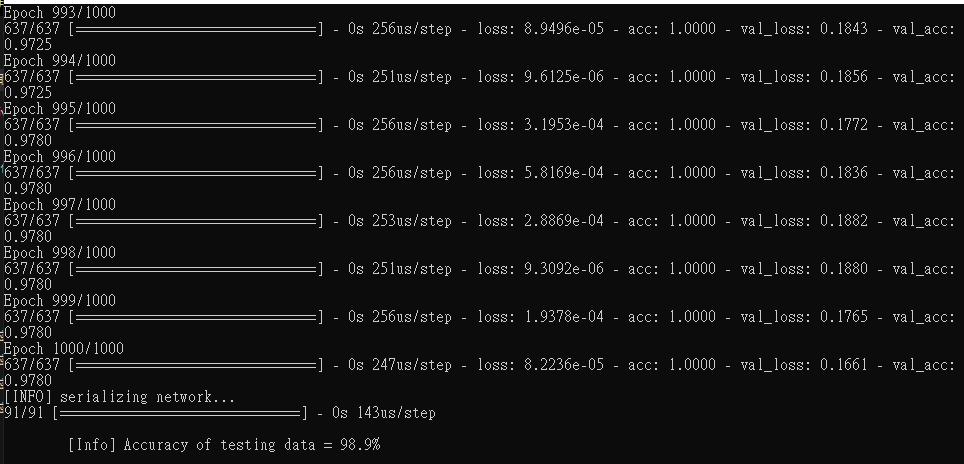 Epoch 993/1000
637/637 [==============================] - 0s 256us/step - loss: 8.9496e-05 - acc: 1.0000 - val_loss: 0.1843 - val_acc:
0.9725
Epoch 994/1000
637/637 [==============================] - 0s 251us/step - loss: 9.6125e-06 - acc: 1.0000 - val_loss: 0.1856 - val_acc:
0.9725
Epoch 995/1000
637/637 [==============================] - 0s 256us/step - loss: 3.1953e-04 - acc: 1.0000 - val_loss: 0.1772 - val_acc:
0.9780
Epoch 996/1000
637/637 [==============================] - 0s 256us/step - loss: 5.8169e-04 - acc: 1.0000 - val_loss: 0.1836 - val_acc:
0.9780
Epoch 997/1000
637/637 [==============================] - 0s 253us/step - loss: 2.8869e-04 - acc: 1.0000 - val_loss: 0.1882 - val_acc:
0.9780
Epoch 998/1000
637/637 [==============================] - 0s 251us/step - loss: 9.3092e-06 - acc: 1.0000 - val_loss: 0.1880 - val_acc:
0.9780
Epoch 999/1000
637/637 [==============================] - 0s 256us/step - loss: 1.9378e-04 - acc: 1.0000 - val_loss: 0.1765 - val_acc:
0.9780
Epoch 1000/1000
637/637 [==============================] - 0s 247us/step - loss: 8.2236e-05 - acc: 1.0000 - val_loss: 0.1661 - val_acc:
0.9780
[INFO] serializing network...
91/91 [==============================] - 0s 143us/step
[Info] Accuracy of testing data = 98.9%